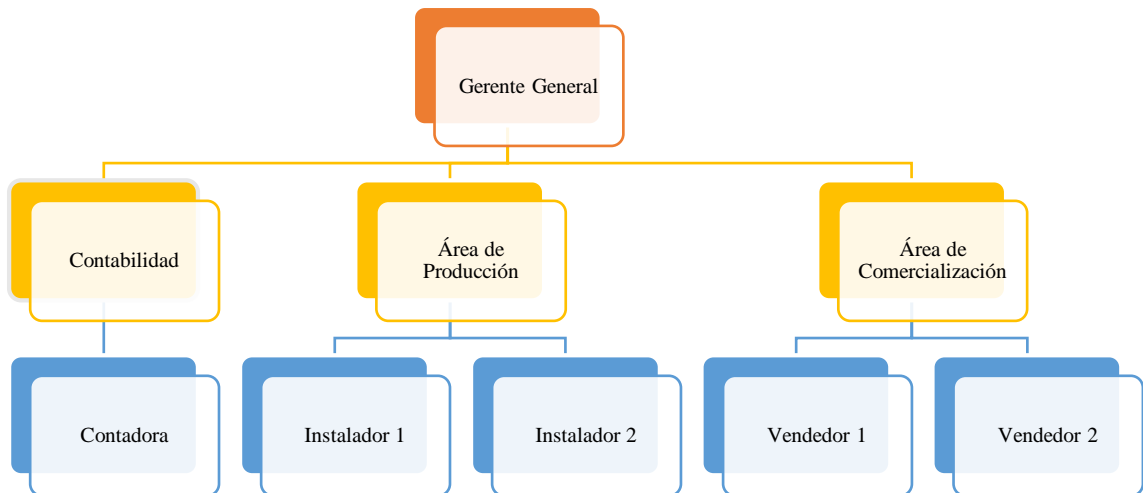 Gerente General
Contabilidad
Área de
Producción
Área de
Comercialización
Contadora
Instalador 1
Instalador 2
Vendedor 1
Vendedor 2